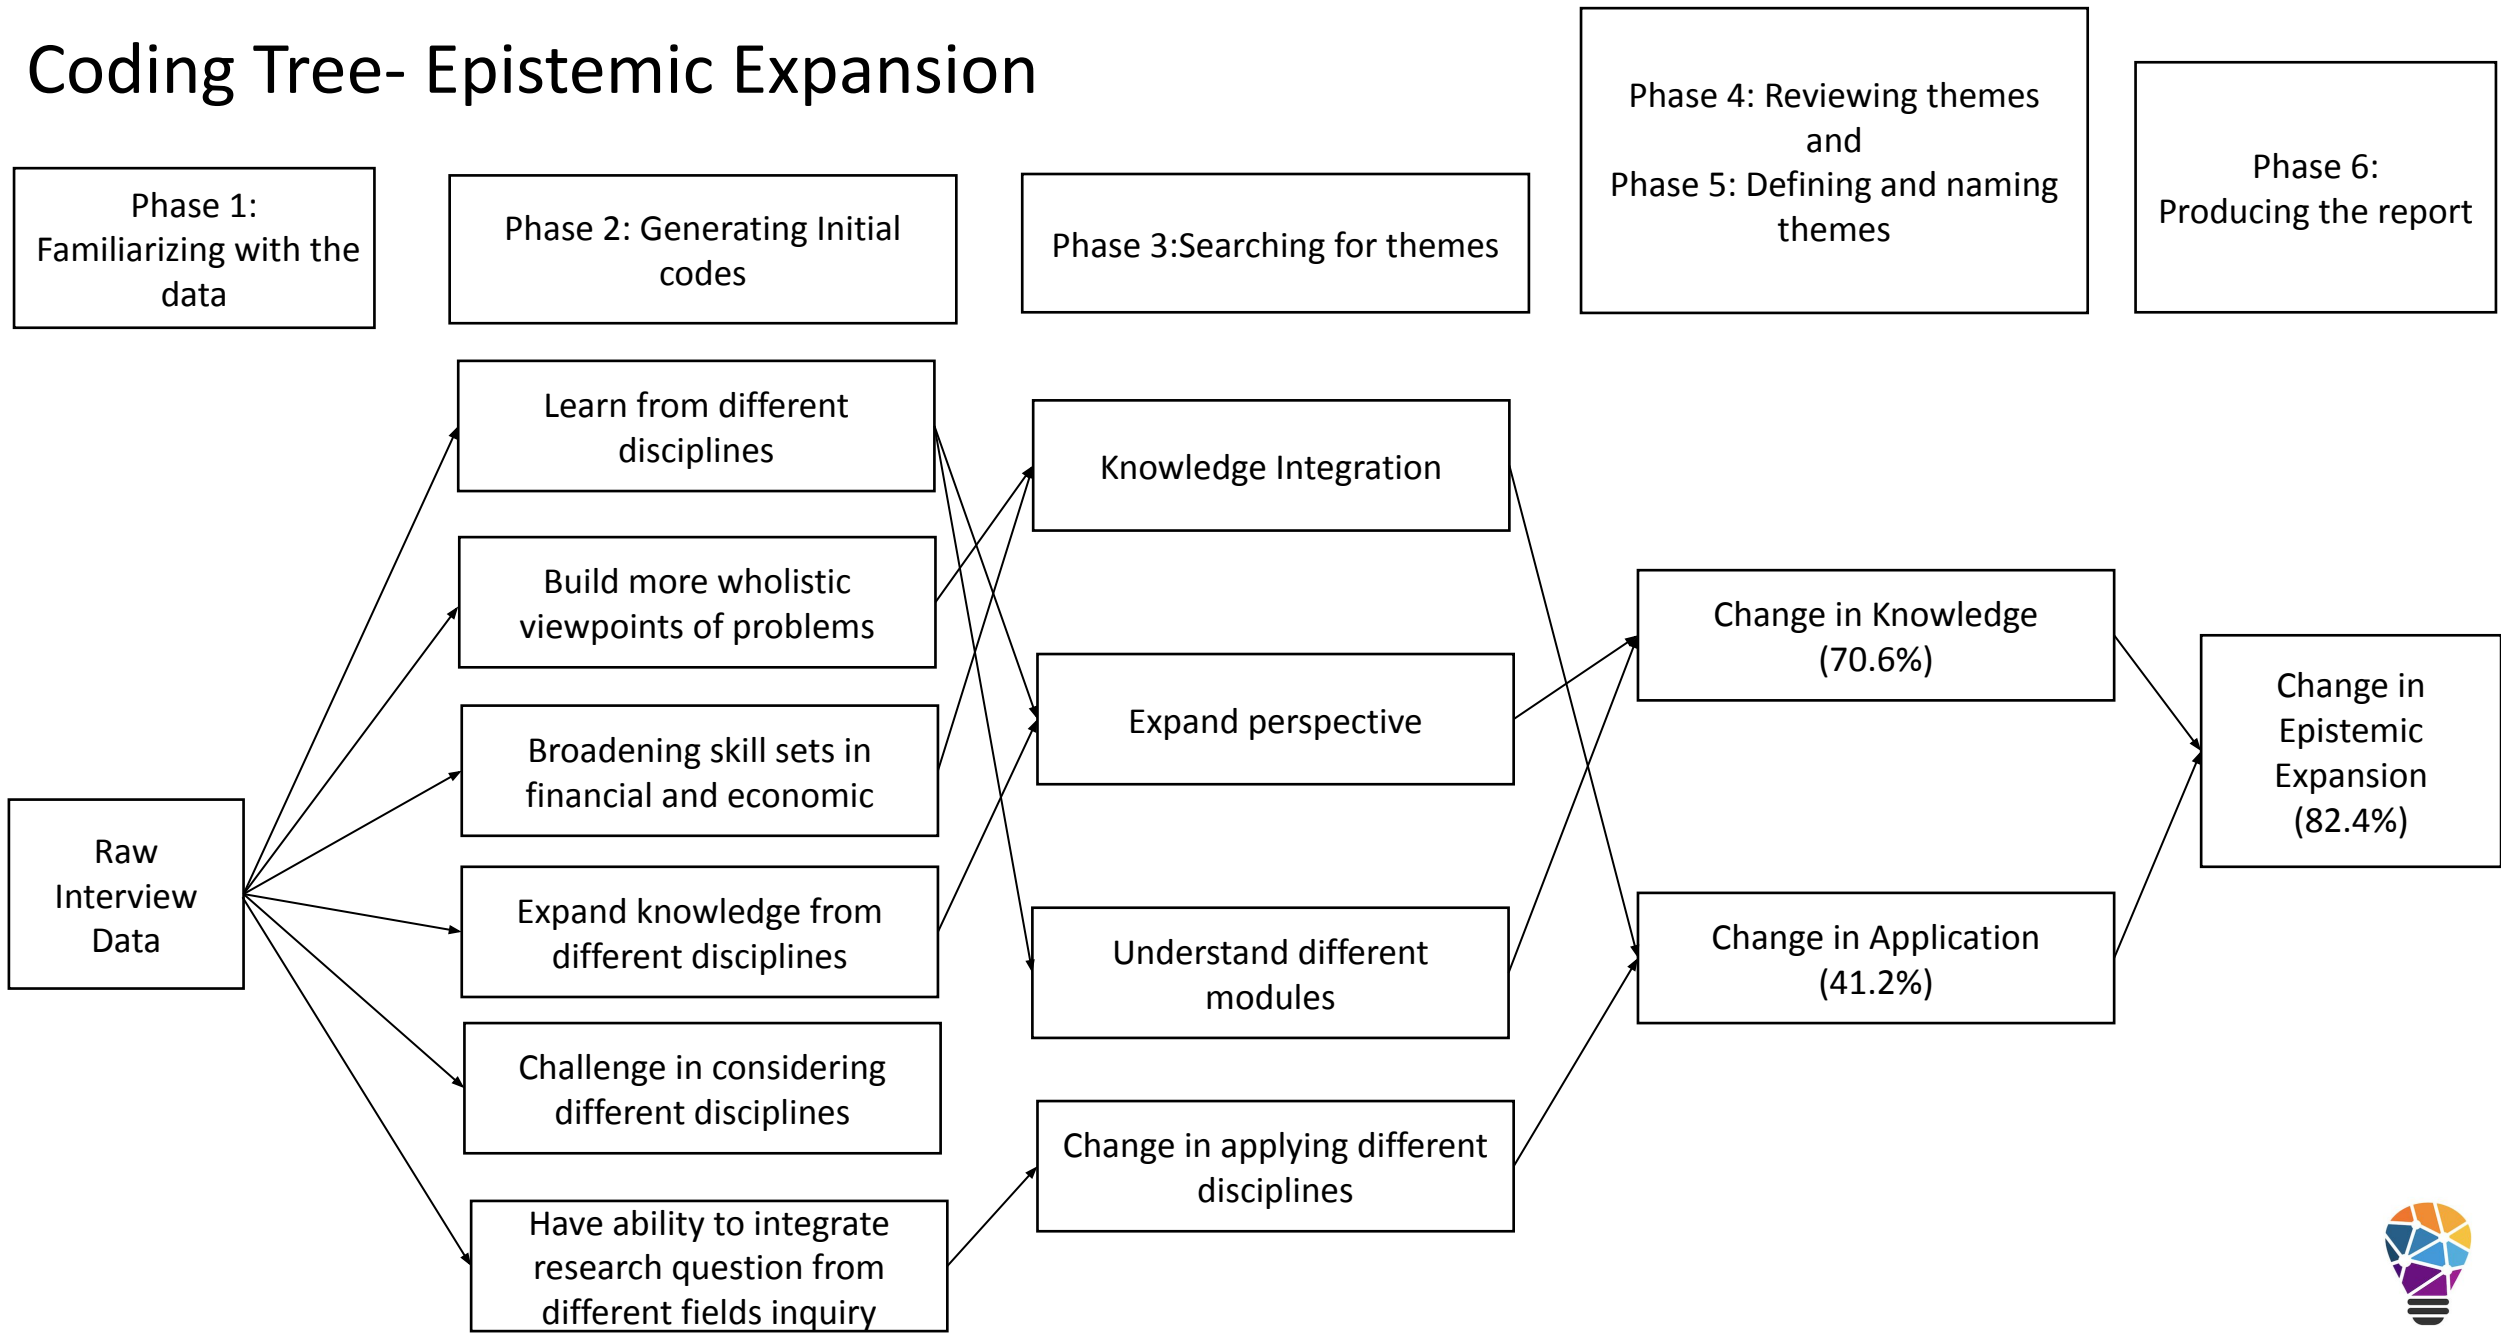 Coding Tree- Epistemic Expansion
Phase 1:
Familiarizing with the
data
Phase 2: Generating Initial
codes
Phase 3:Searching for themes
Phase 4: Reviewing themes
and
Phase 5: Defining and naming
themes
Phase 6:
Producing the report
Raw
Interview
Data
Learn from different
disciplines
Build more wholistic
viewpoints of problems
Broadening skill sets in
financial and economic
Expand knowledge from
different disciplines
Challenge in considering
different disciplines
Have ability to integrate
research question from
different fields inquiry
Knowledge Integration
Expand perspective
Understand different
modules
Change in applying different
disciplines
Change in Knowledge
(70.6%)
Change in Application
(41.2%)
Change in
Epistemic
Expansion
(82.4%)